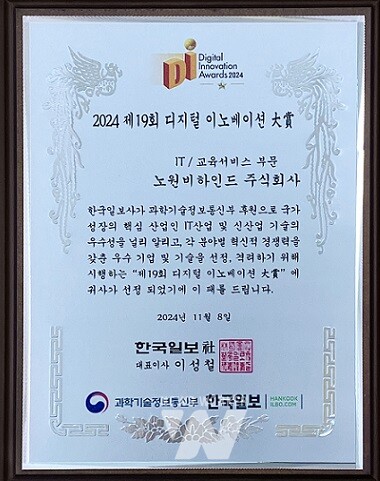 Di
Digital
Innovation
Awards 2024
2024 제19회 디지털 이노베이션 大賞
IT / 교육서비스 부문
노원비하인드 주식회사
한국일보사가 과학기술정보통신부 후원으로 국가
성장의 핵심 산업인 IT산업 및 신산업 기술의
우수성을 널리 알리고, 각 분야별 혁신적 경쟁력을
갖춘 우수 기업 및 기술을 선정, 격려하기 위해
시행하는 "제19회 디지털 이노베이션 大賞" 에
귀사가 선정 되었기에 이 패를 드립니다.
2024년 11월 8일
한국일보 社
대표이사 이성철
과학기술정보통신부 한국일보 HANKOOK
ILBO.COM
W